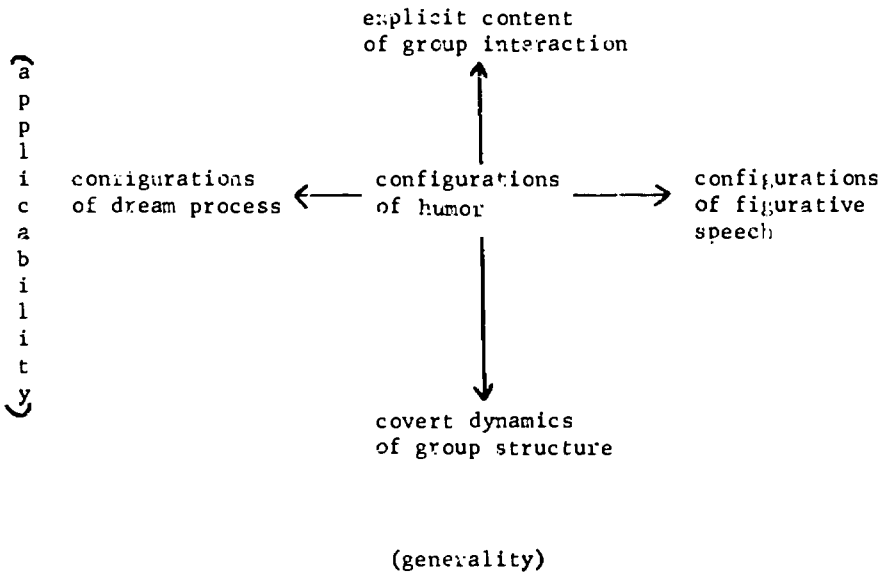 explicit content
of group interaction
(applicability)
configurations
of dream process
configurations
of humor
configurations
of figurative
speech
covert dynamics
of group structure
(generality)